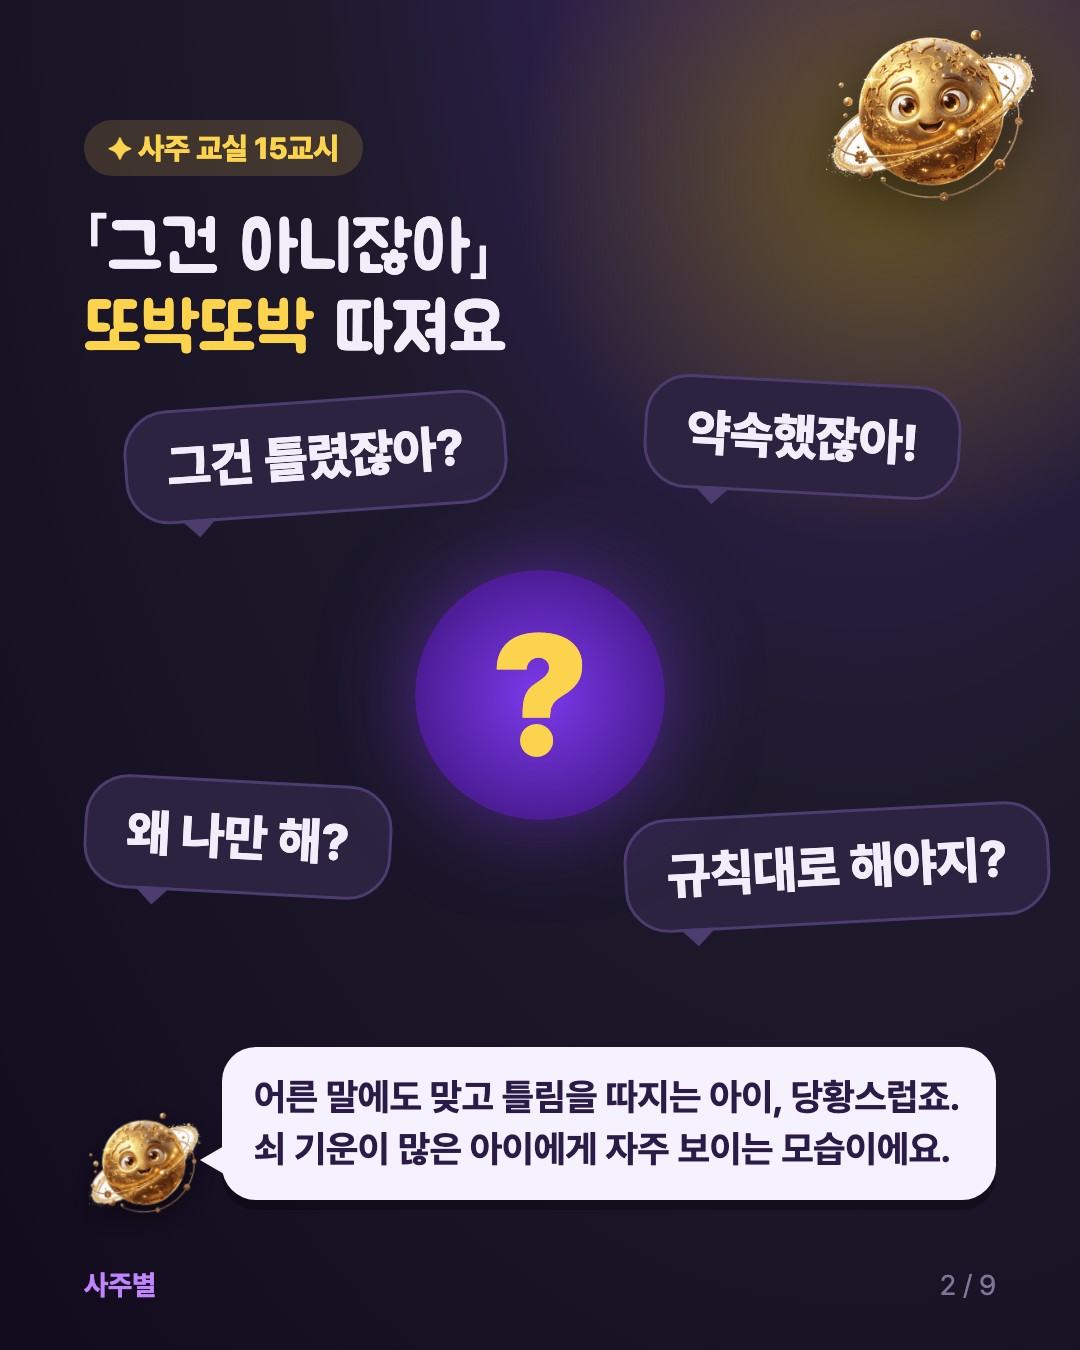 ✦ 사주 교실 15교시
「그건 아니잖아」
또박또박 따져요
그건 틀렸잖아?
약속했잖아!
?
왜 나만 해?
규칙대로 해야지?
어른 말에도 맞고 틀림을 따지는 아이, 당황스럽죠.
쇠 기운이 많은 아이에게 자주 보이는 모습이에요.
사주별
2 / 9